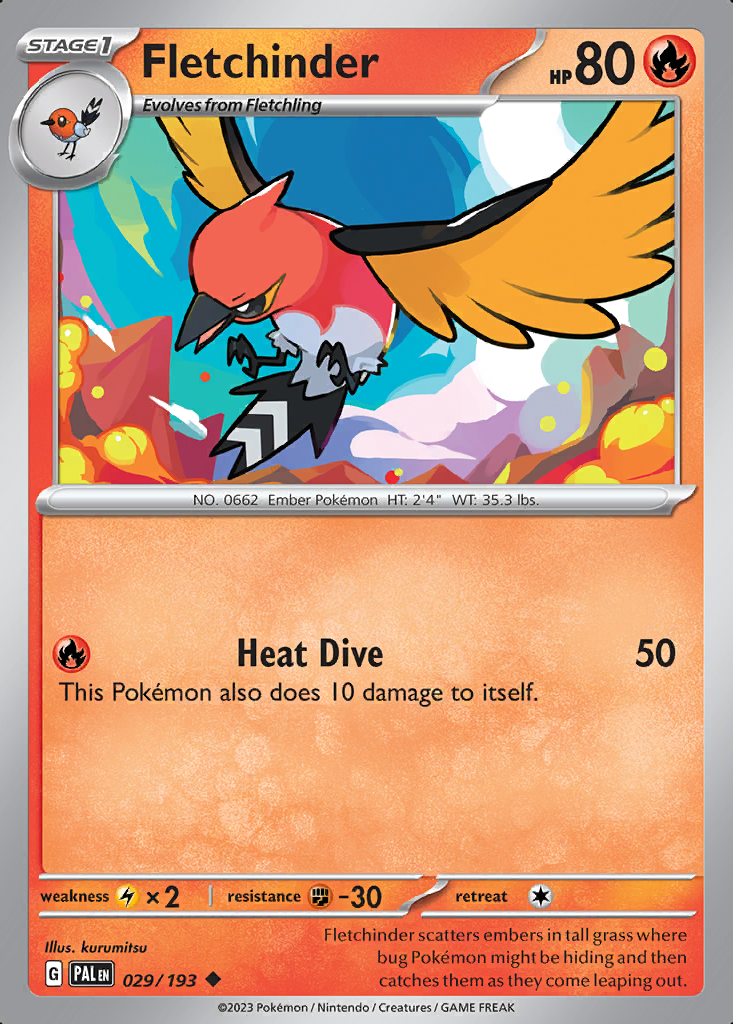 STAGE1
Fletchinder
HP 80
Evolves from Fletchling
NO. 0662 Ember Pokémon HT: 2'4" WT: 35.3 lbs.
Heat Dive 50
This Pokémon also does 10 damage to itself.
weakness ×2 resistance -30 retreat
Illus. kurumitsu
G PAL EN 029/193
Fletchinder scatters embers in tall grass where
bug Pokémon might be hiding and then
catches them as they come leaping out.
©2023 Pokémon / Nintendo / Creatures / GAME FREAK